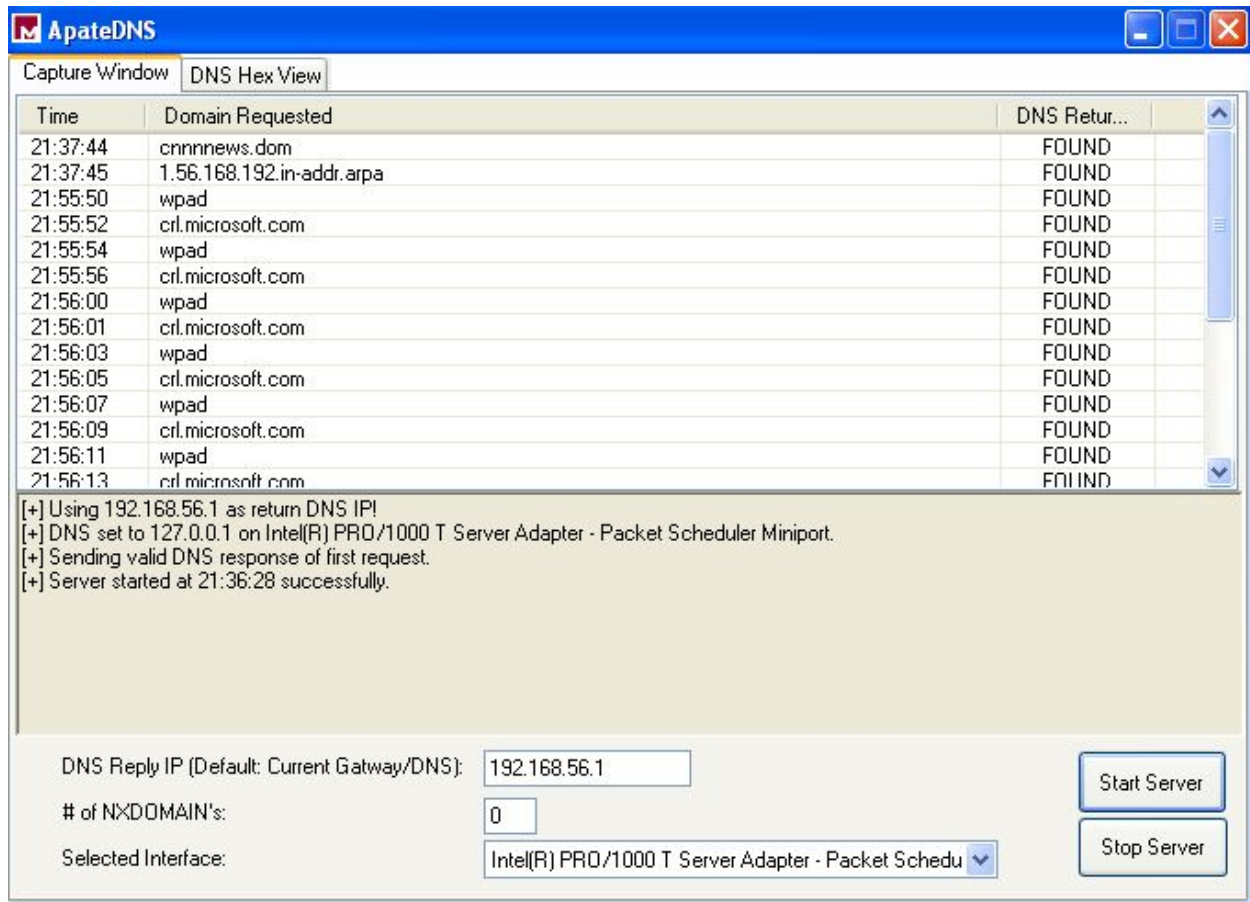 ApateDNS
Capture Window DNS Hex View
Time Domain Requested DNS Retur...
21:37:44 cnnnnews.dom FOUND
21:37:45 1.56.168.192.in-addr.arpa FOUND
21:55:50 wpad FOUND
21:55:52 crl.microsoft.com FOUND
21:55:54 wpad FOUND
21:55:56 crl.microsoft.com FOUND
21:56:00 wpad FOUND
21:56:01 crl.microsoft.com FOUND
21:56:03 wpad FOUND
21:56:05 crl.microsoft.com FOUND
21:56:07 wpad FOUND
21:56:09 crl.microsoft.com FOUND
21:56:11 wpad FOUND
21:56:13 crl.microsoft.com FOUND
[+] Using 192.168.56.1 as return DNS IP!
[+] DNS set to 127.0.0.1 on Intel(R) PRO/1000 T Server Adapter - Packet Scheduler Miniport.
[+] Sending valid DNS response of first request.
[+] Server started at 21:36:28 successfully.
DNS Reply IP (Default: Current Gatway/DNS): 192.168.56.1
Start Server
# of NXDOMAIN's: 0
Stop Server
Selected Interface: Intel(R) PRO/1000 T Server Adapter - Packet Schedu